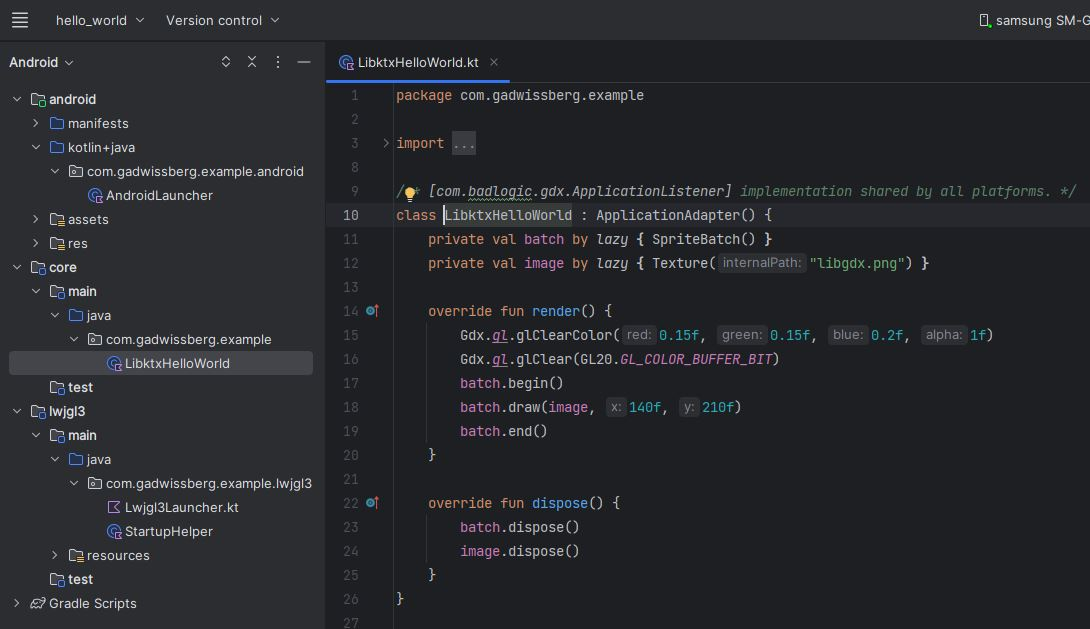 hello_world Version control samsung SM-G
Android
LibktxHelloWorld.kt
android
manifests
kotlin+java
com.gadwissberg.example.android
AndroidLauncher
assets
res
core
main
java
com.gadwissberg.example
LibktxHelloWorld
test
lwjgl3
main
java
com.gadwissberg.example.lwjgl3
Lwjgl3Launcher.kt
StartupHelper
resources
test
Gradle Scripts
1 package com.gadwissberg.example
2
3 import ...
8
9 /** [com.badlogic.gdx.ApplicationListener] implementation shared by all platforms. */
10 class LibktxHelloWorld : ApplicationAdapter() {
11 private val batch by lazy { SpriteBatch() }
12 private val image by lazy { Texture( internalPath: "libgdx.png") }
13
14 override fun render() {
15 Gdx.gl.glClearColor( red: 0.15f, green: 0.15f, blue: 0.2f, alpha: 1f)
16 Gdx.gl.glClear(GL20.GL_COLOR_BUFFER_BIT)
17 batch.begin()
18 batch.draw(image, x: 140f, y: 210f)
19 batch.end()
20 }
21
22 override fun dispose() {
23 batch.dispose()
24 image.dispose()
25 }
26 }
27